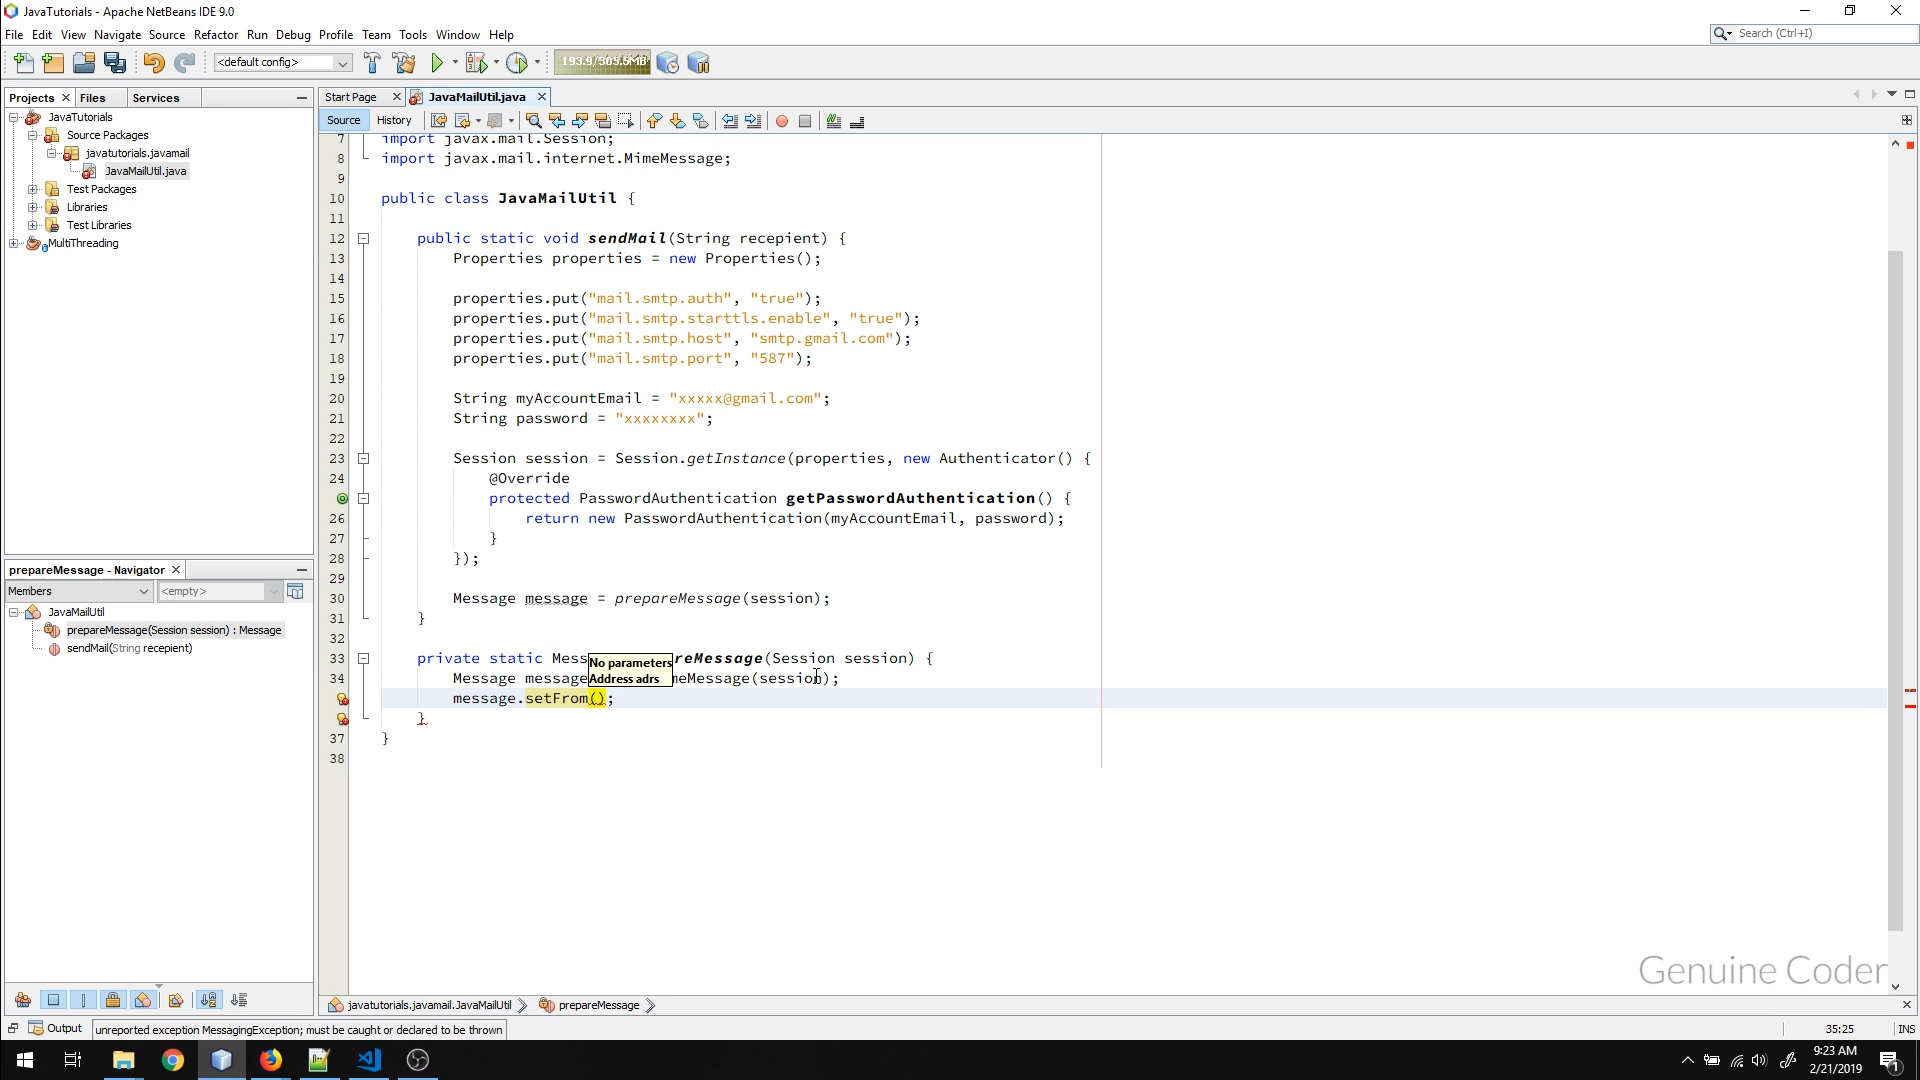 JavaTutorials - Apache NetBeans IDE 9.0
File Edit View Navigate Source Refactor Run Debug Profile Team Tools Window Help
Search (Ctrl+I)
<default config>
193.9/305.5MB
Projects Files Services
Start Page JavaMailUtil.java
Source History
JavaTutorials
Source Packages
javatutorials.javamail
JavaMailUtil.java
Test Packages
Libraries
Test Libraries
MultiThreading
7 import javax.mail.Session;
8 import javax.mail.internet.MimeMessage;
9
10 public class JavaMailUtil {
11
12 public static void sendMail(String recepient) {
13 Properties properties = new Properties();
14
15 properties.put("mail.smtp.auth", "true");
16 properties.put("mail.smtp.starttls.enable", "true");
17 properties.put("mail.smtp.host", "smtp.gmail.com");
18 properties.put("mail.smtp.port", "587");
19
20 String myAccountEmail = "xxxxx@gmail.com";
21 String password = "xxxxxxxx";
22
23 Session session = Session.getInstance(properties, new Authenticator() {
24 @Override
protected PasswordAuthentication getPasswordAuthentication() {
26 return new PasswordAuthentication(myAccountEmail, password);
27 }
28 });
29
30 Message message = prepareMessage(session);
31 }
32
33 private static Mess reMessage(Session session) {
No parameters
34 Message message meMessage(session);
Address adrs
message.setFrom();
}
37 }
38
prepareMessage - Navigator
Members <empty>
JavaMailUtil
prepareMessage(Session session) : Message
sendMail(String recepient)
Genuine Coder
javatutorials.javamail.JavaMailUtil prepareMessage
Output unreported exception MessagingException; must be caught or declared to be thrown
35:25 INS
9:23 AM
2/21/2019
1